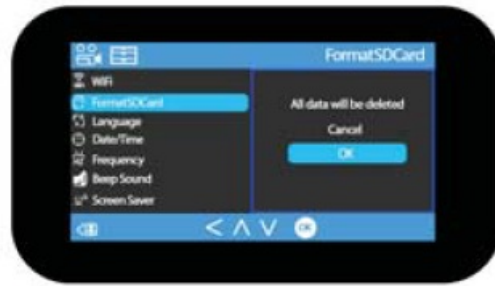 FormatSDCard
WiFi
FormatSDCard
Language
Date/Time
Frequency
Beep Sound
Screen Saver
All data will be deleted
Cancel
OK
OK